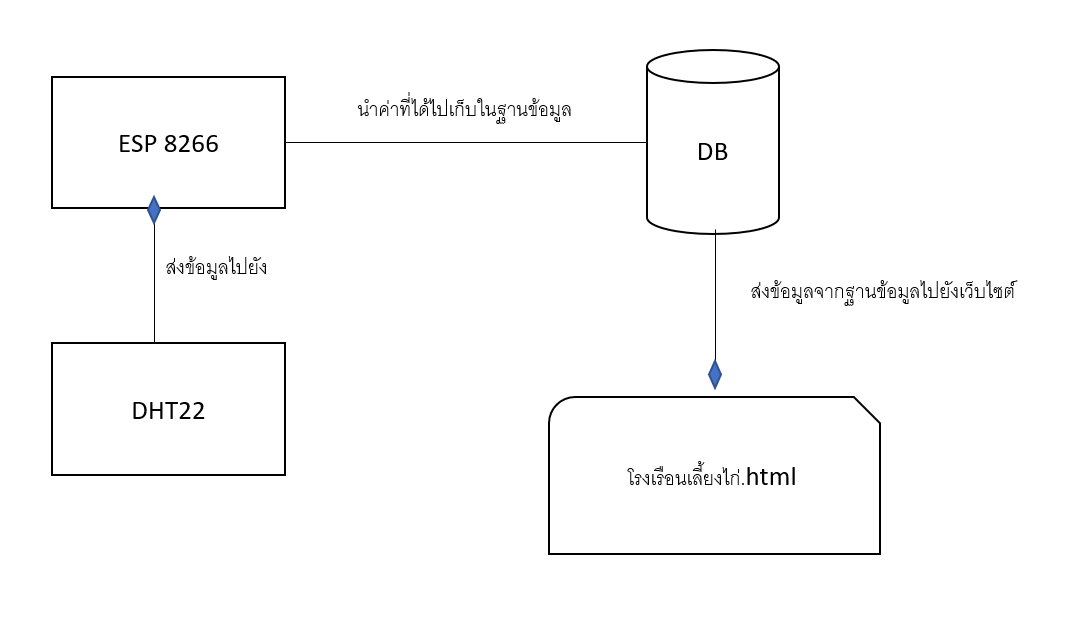 ESP 8266
นำค่าที่ได้ไปเก็บในฐานข้อมูล
DB
ส่งข้อมูลไปยัง
ส่งข้อมูลจากฐานข้อมูลไปยังเว็บไซต์
DHT22
โรงเรือนเลี้ยงไก่.html